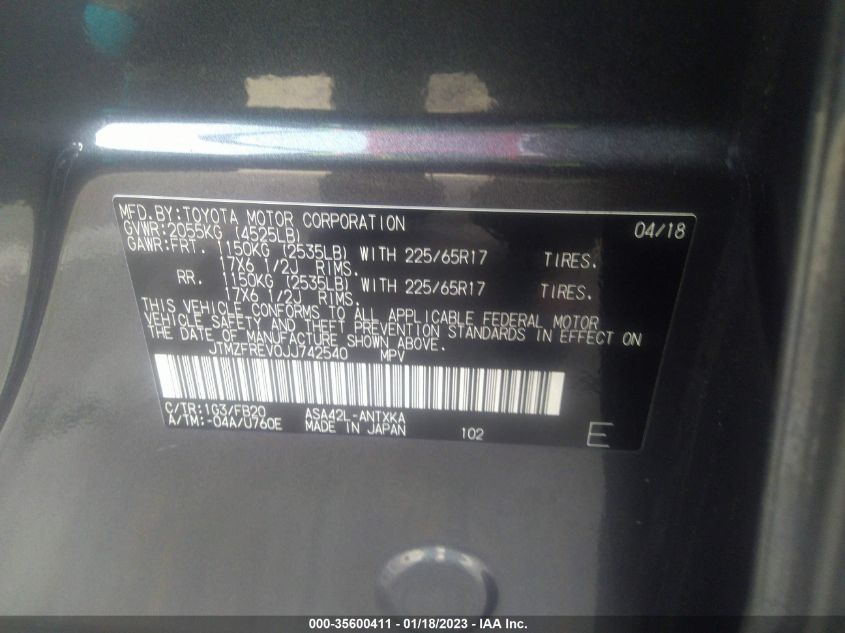 MFD.BY:TOYOTA MOTOR CORPORATION 04/18
GVWR:2055KG (4525LB)
GAWR:FRT. 1150KG (2535LB) WITH 225/65R17 TIRES.
17X6 1/2J RIMS.
RR. 1150KG (2535LB) WITH 225/65R17 TIRES.
17X6 1/2J RIMS.
THIS VEHICLE CONFORMS TO ALL APPLICABLE FEDERAL MOTOR
VEHICLE SAFETY AND THEFT PREVENTION STANDARDS IN EFFECT ON
THE DATE OF MANUFACTURE SHOWN ABOVE.
JTMZFREV0JJ742540 MPV
C/TR:1G3/FB20 ASA42L-ANTXKA
A/TM:-04A/U760E MADE IN JAPAN 102 E
000-35600411 - 01/18/2023 - IAA Inc.